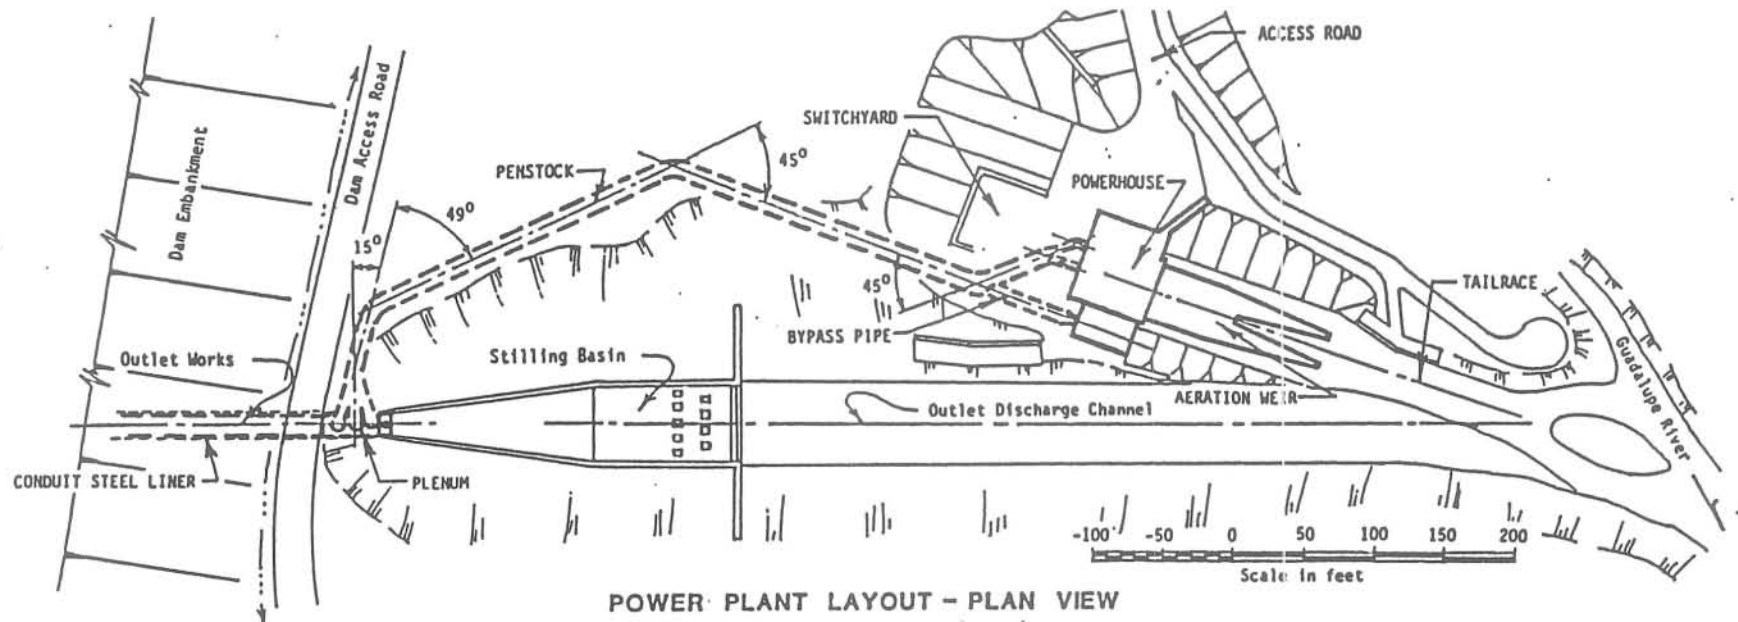 ACCESS ROAD
Dam Access Road
SWITCHYARD
45°
PENSTOCK
POWERHOUSE
Dam Embankment
49°
15°
45°
TAILRACE
BYPASS PIPE
Guadalupe River
Outlet Works
Stilling Basin
AERATION WEIR
Outlet Discharge Channel
CONDUIT STEEL LINER
PLENUM
-100 -50 0 50 100 150 200
Scale in feet
POWER PLANT LAYOUT - PLAN VIEW